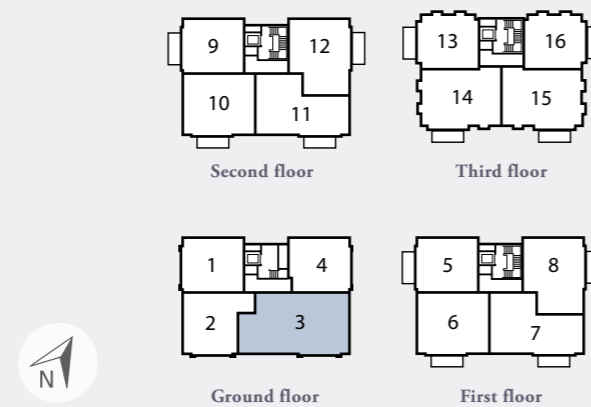 9 12
10 11
Second floor
13 16
14 15
Third floor
1 4
2 3
Ground floor
5 8
6 7
First floor
N